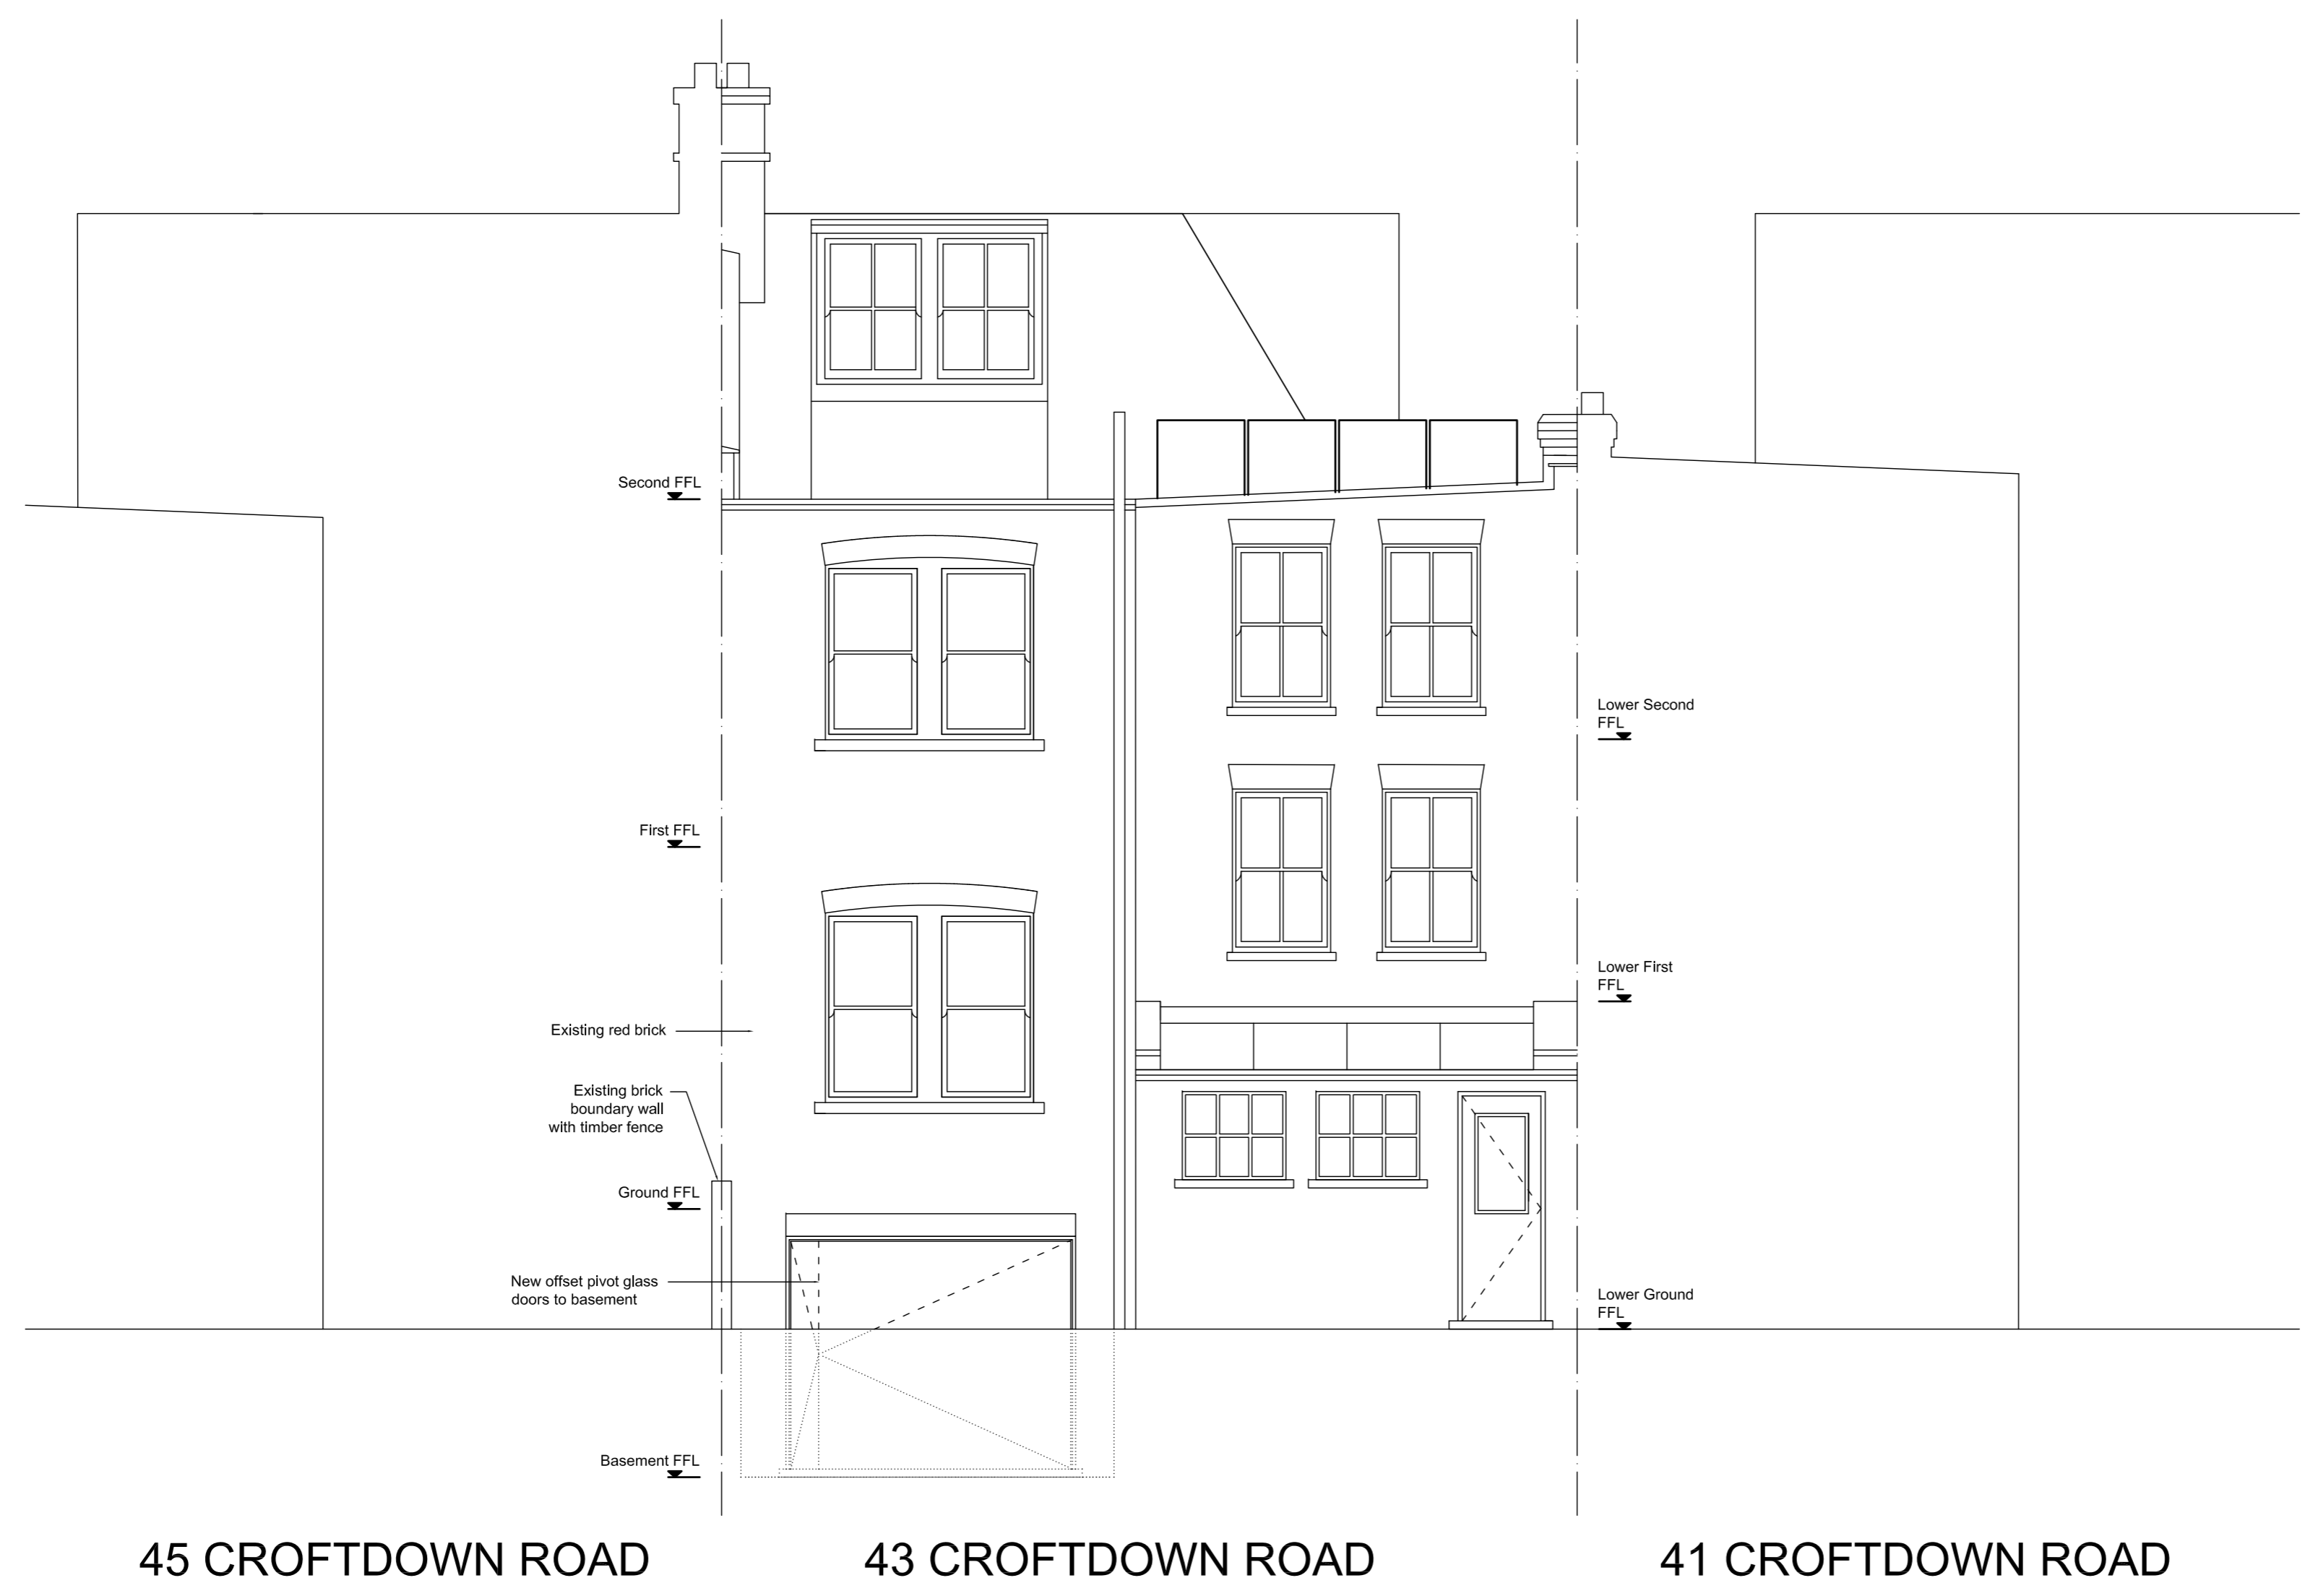 Second FFL
Lower Second
FFL
First FFL
Lower First
FFL
Existing red brick
Existing brick
boundary wall
with timber fence
Ground FFL
New offset pivot glass
doors to basement
Lower Ground
FFL
Basement FFL
45 CROFTDOWN ROAD
43 CROFTDOWN ROAD
41 CROFTDOWN ROAD